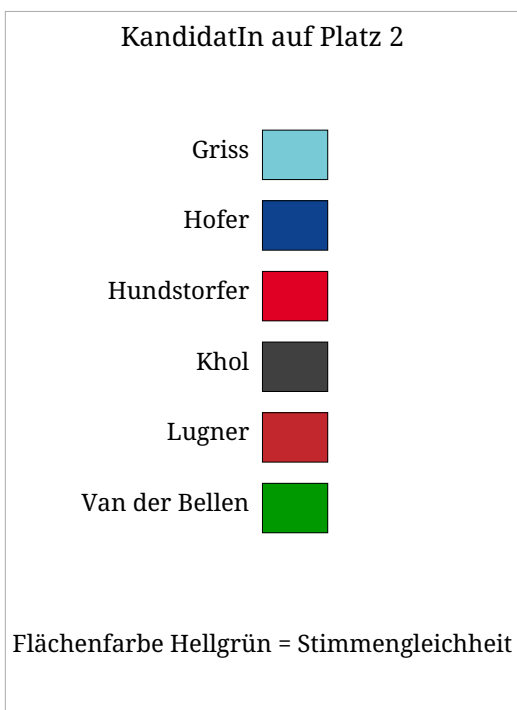 KandidatIn auf Platz 2
Griss
Hofer
Hundstorfer
Khol
Lugner
Van der Bellen
Flächenfarbe Hellgrün = Stimmengleichheit